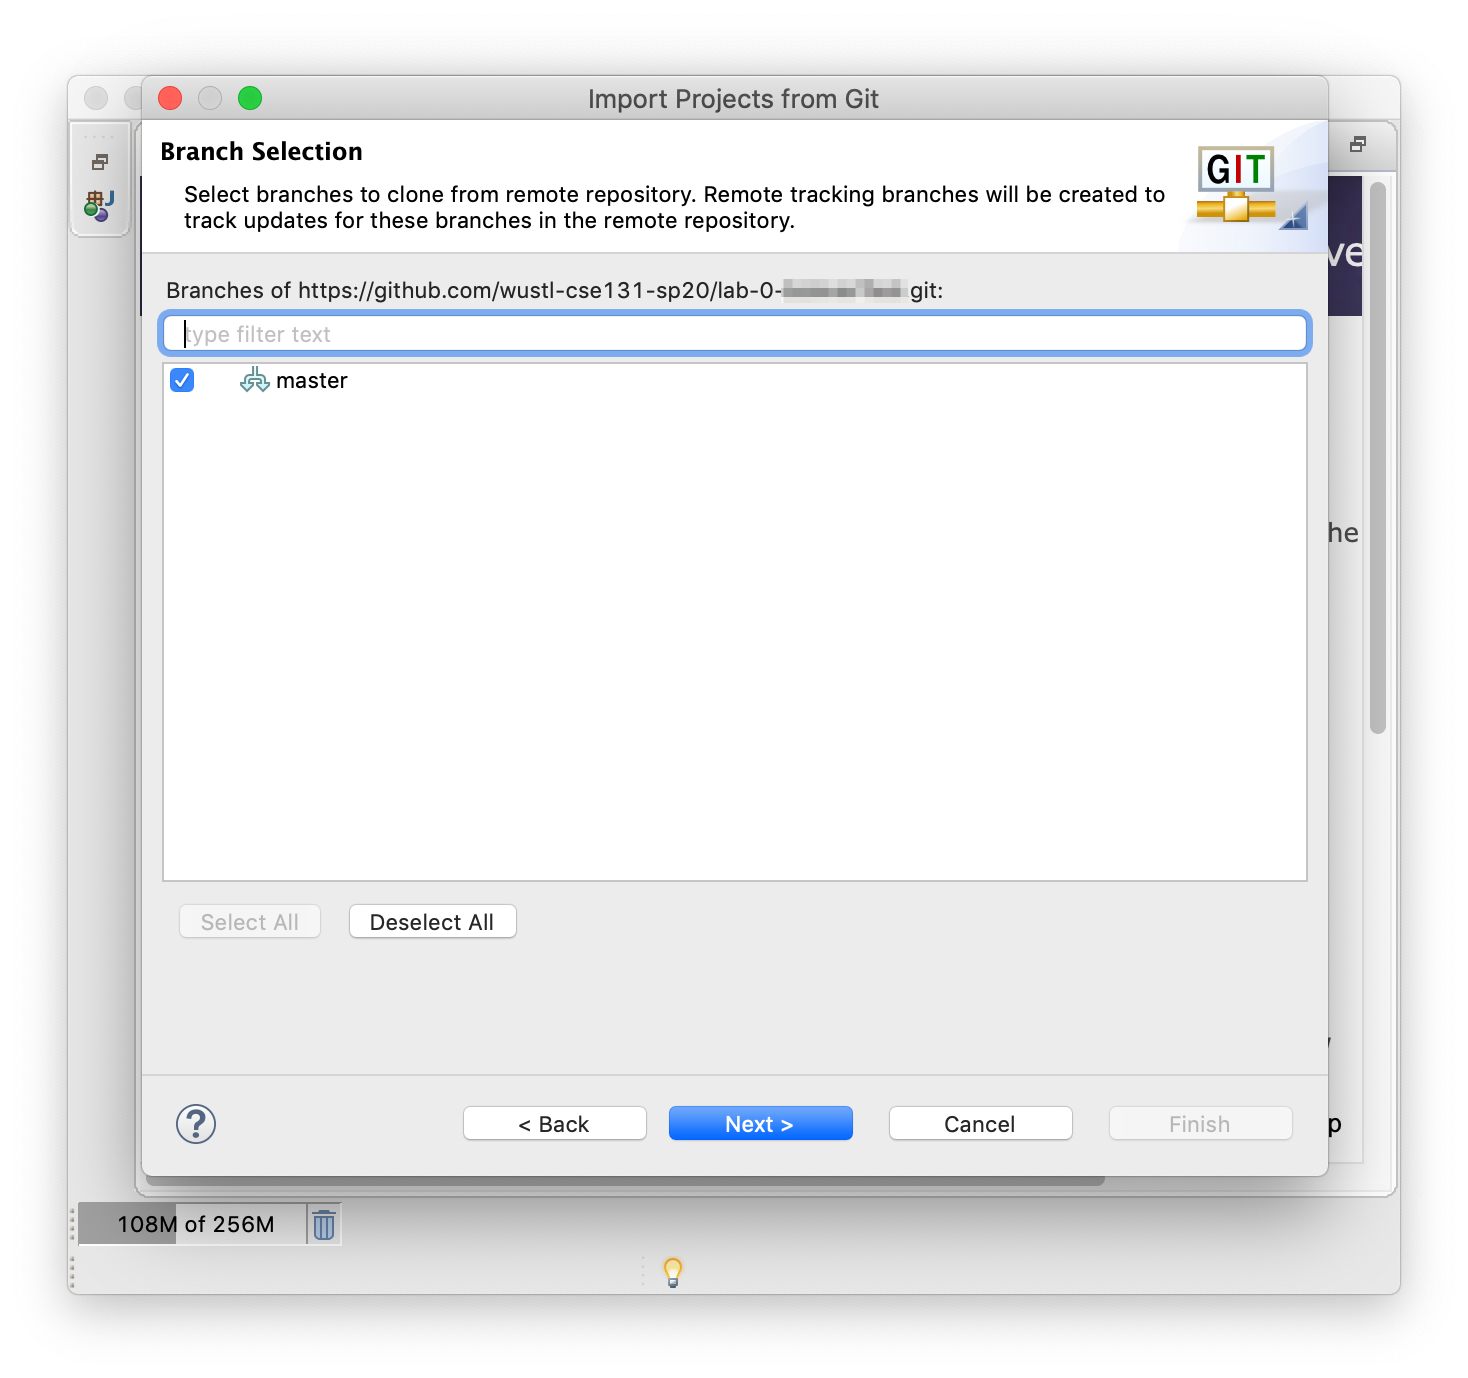 Import Projects from Git
Branch Selection
Select branches to clone from remote repository. Remote tracking branches will be created to
track updates for these branches in the remote repository.
GIT
ve
Branches of https://github.com/wustl-cse131-sp20/lab-0- git:
type filter text
master
he
Select All
Deselect All
?
< Back
Next >
Cancel
Finish
p
108M of 256M